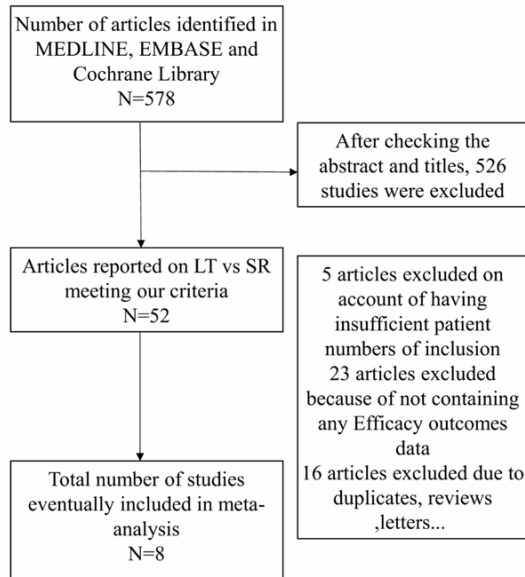 Number of articles identified in
MEDLINE, EMBASE and
Cochrane Library
N=578
After checking the
abstract and titles, 526
studies were excluded
Articles reported on LT vs SR
meeting our criteria
N=52
5 articles excluded on
account of having
insufficient patient
numbers of inclusion
23 articles excluded
because of not containing
any Efficacy outcomes
data
16 articles excluded due to
duplicates, reviews
,letters...
Total number of studies
eventually included in meta-
analysis
N=8